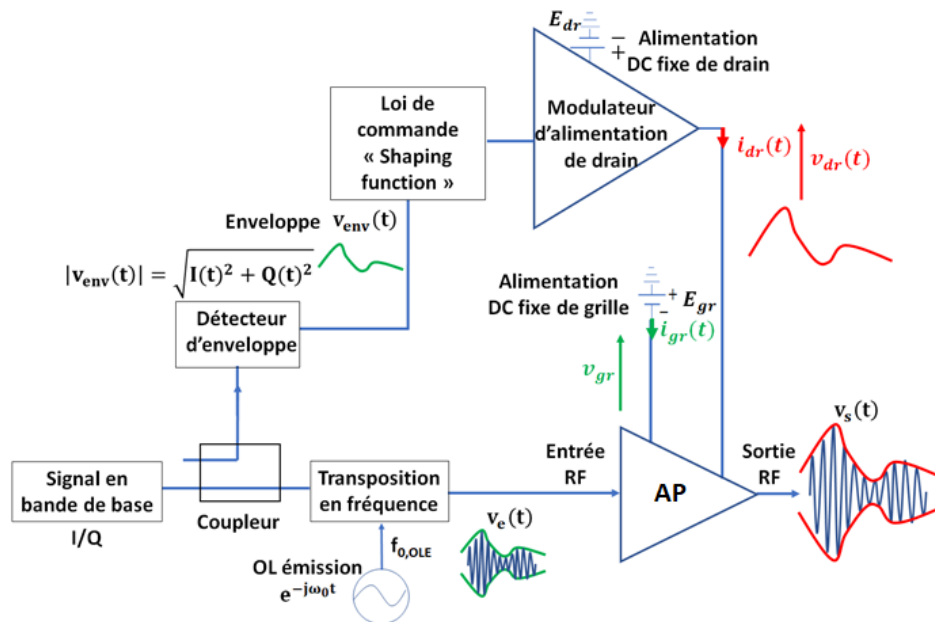 E_dr
−
+
Alimentation
DC fixe de drain
Loi de
commande
« Shaping
function »
Modulateur
d'alimentation
de drain
i_dr(t)
v_dr(t)
Enveloppe v_env(t)
|v_env(t)| = √I(t)² + Q(t)²
Détecteur
d'enveloppe
Alimentation
DC fixe de grille
+
−
E_gr
i_gr(t)
v_gr
Signal en
bande de base
I/Q
Coupleur
Transposition
en fréquence
f_0,OLE
OL émission
e^−jω₀t
v_e(t)
Entrée
RF
AP
Sortie
RF
v_s(t)